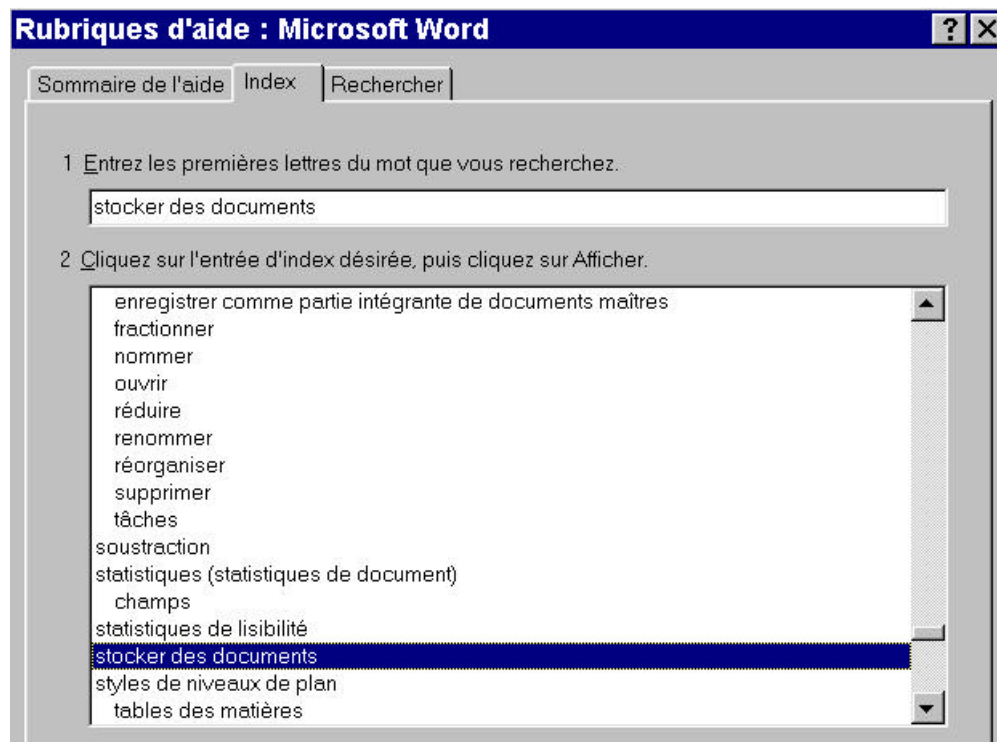 Rubriques d'aide : Microsoft Word
Sommaire de l'aide Index Rechercher
1 Entrez les premières lettres du mot que vous recherchez.
stocker des documents
2 Cliquez sur l'entrée d'index désirée, puis cliquez sur Afficher.
enregistrer comme partie intégrante de documents maîtres
fractionner
nommer
ouvrir
réduire
renommer
réorganiser
supprimer
tâches
soustraction
statistiques (statistiques de document)
champs
statistiques de lisibilité
stocker des documents
styles de niveaux de plan
tables des matières